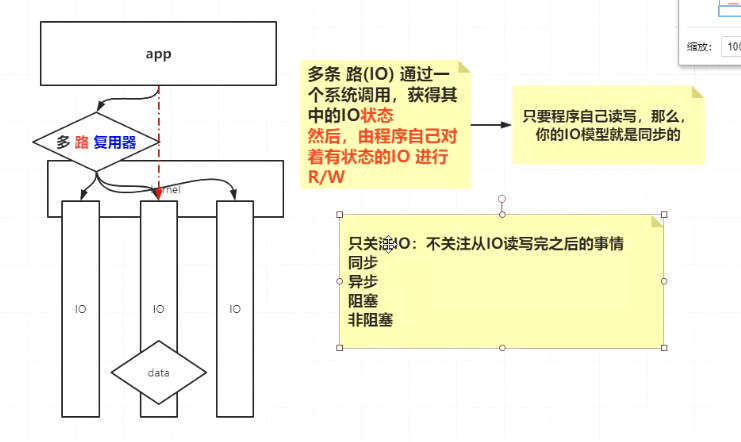 缩放：
100
app
多 路 复用器
kernel
IO
IO
IO
data
多条 路(IO) 通过一
个系统调用，获得其
中的IO状态
然后，由程序自己对
着有状态的IO 进行
R/W
只要程序自己读写，那么，
你的IO模型就是同步的
只关注IO：不关注从IO读写完之后的事情
同步
异步
阻塞
非阻塞